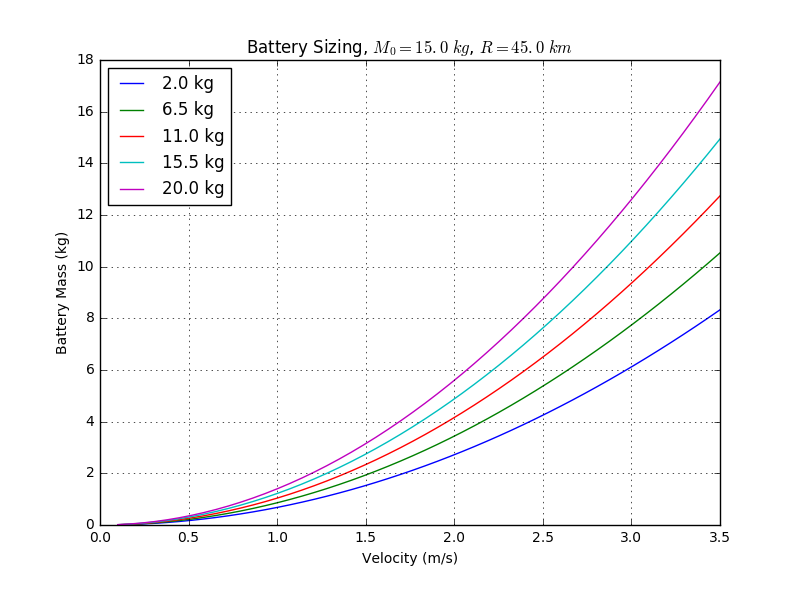 Battery Sizing, M₀ = 15.0 kg, R = 45.0 km
2.0 kg
6.5 kg
11.0 kg
15.5 kg
20.0 kg
18
16
14
12
10
8
6
4
2
0
Battery Mass (kg)
0.0 0.5 1.0 1.5 2.0 2.5 3.0 3.5
Velocity (m/s)